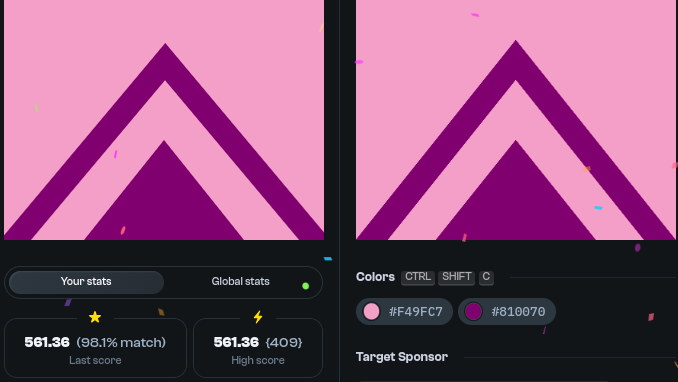 Your stats
Global stats
561.36 (98.1% match)
Last score
561.36 {409}
High score
Colors CTRL SHIFT C
#F49FC7
#810070
Target Sponsor